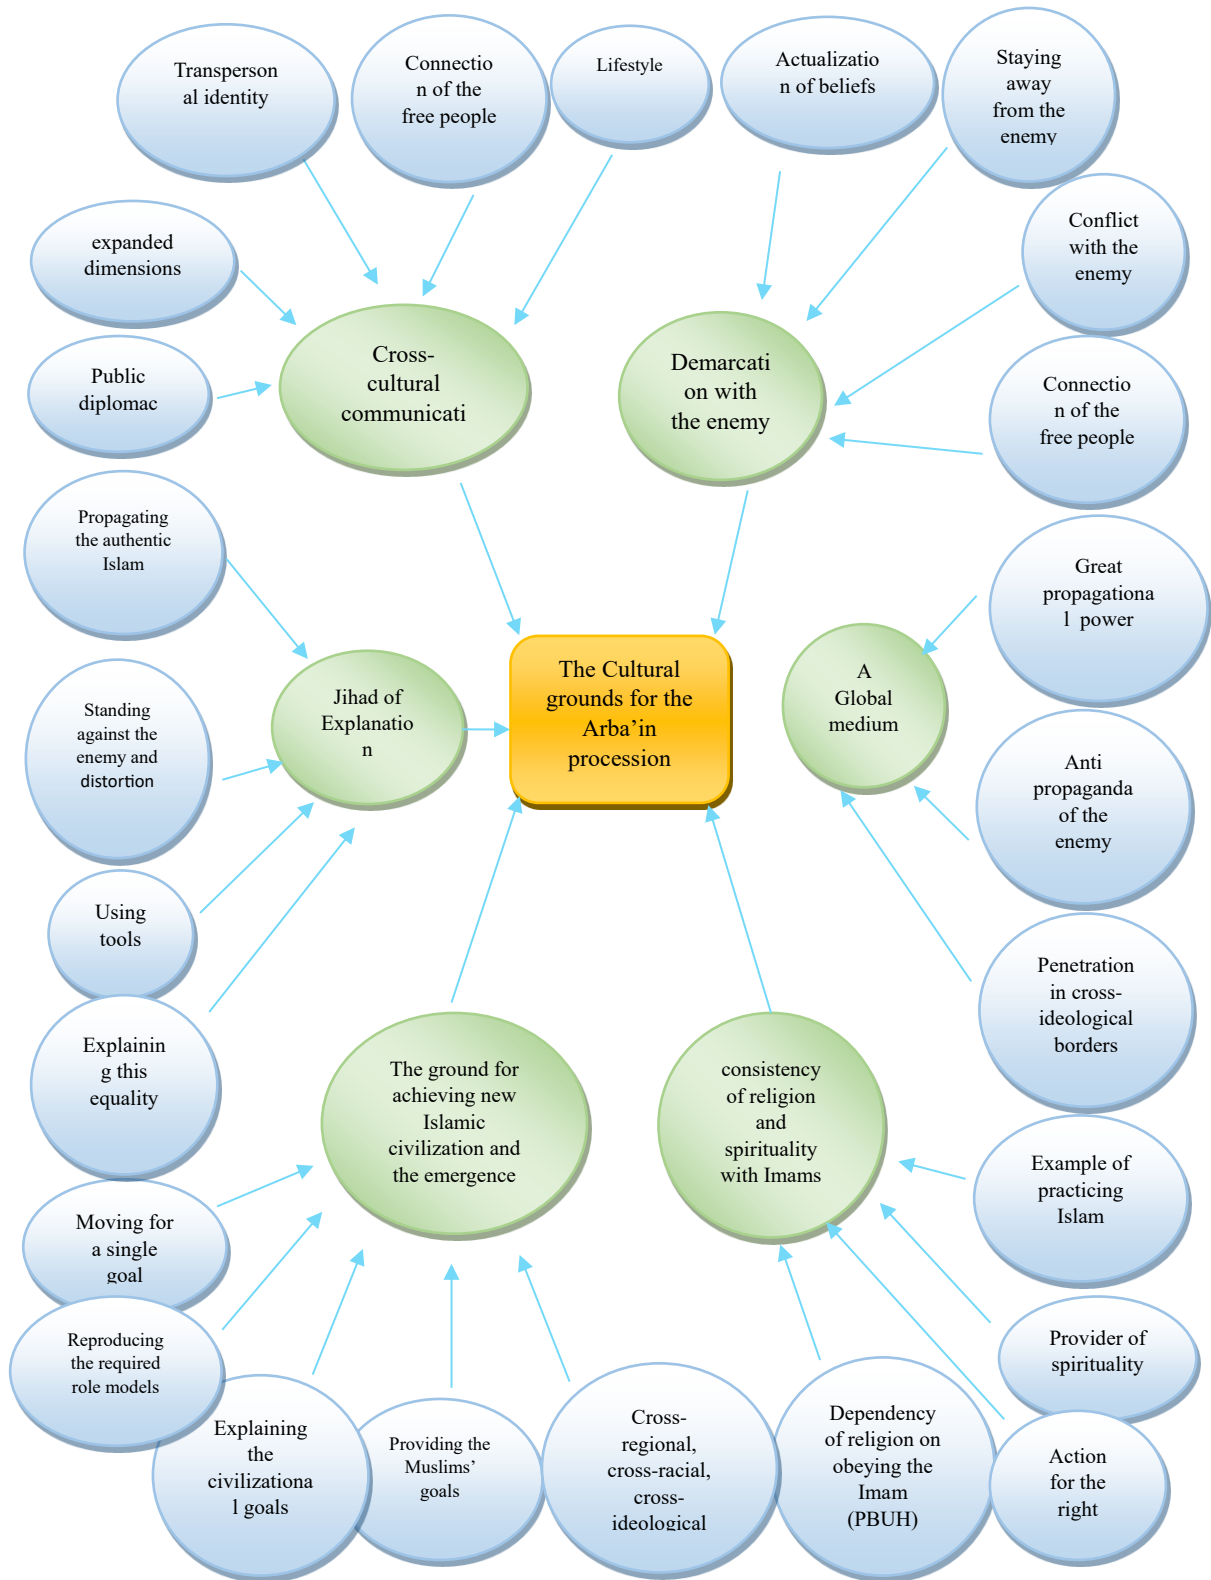 Transperson
al identity
Connectio
n of the
free people
Lifestyle
Actualizatio
n of beliefs
Staying
away from the
enemy
expanded
dimensions
Conflict
with the
enemy
Public
diplomac
Cross-
cultural
communicati
Demarcati
on with
the enemy
Connectio
n of the
free people
Propagating
the authentic
Islam
Great
propagationa
l power
Standing
against the
enemy and
distortion
Jihad of
Explanatio
n
The Cultural
grounds for the
Arba’in
procession
A
Global
medium
Anti
propaganda
of the
enemy
Using
tools
Penetration
in cross-
ideological
borders
Explainin
g this
equality
The ground for
achieving new
Islamic
civilization and
the emergence
consistency
of religion
and
spirituality
with Imams
Example of
practicing
Islam
Moving for
a single
goal
Reproducing
the required
role models
Provider of
spirituality
Explaining
the
civilizationa
l goals
Providing the
Muslims’
goals
Cross-
regional,
cross-racial,
cross-
ideological
Dependency
of religion on
obeying the
Imam
(PBUH)
Action
for the
right